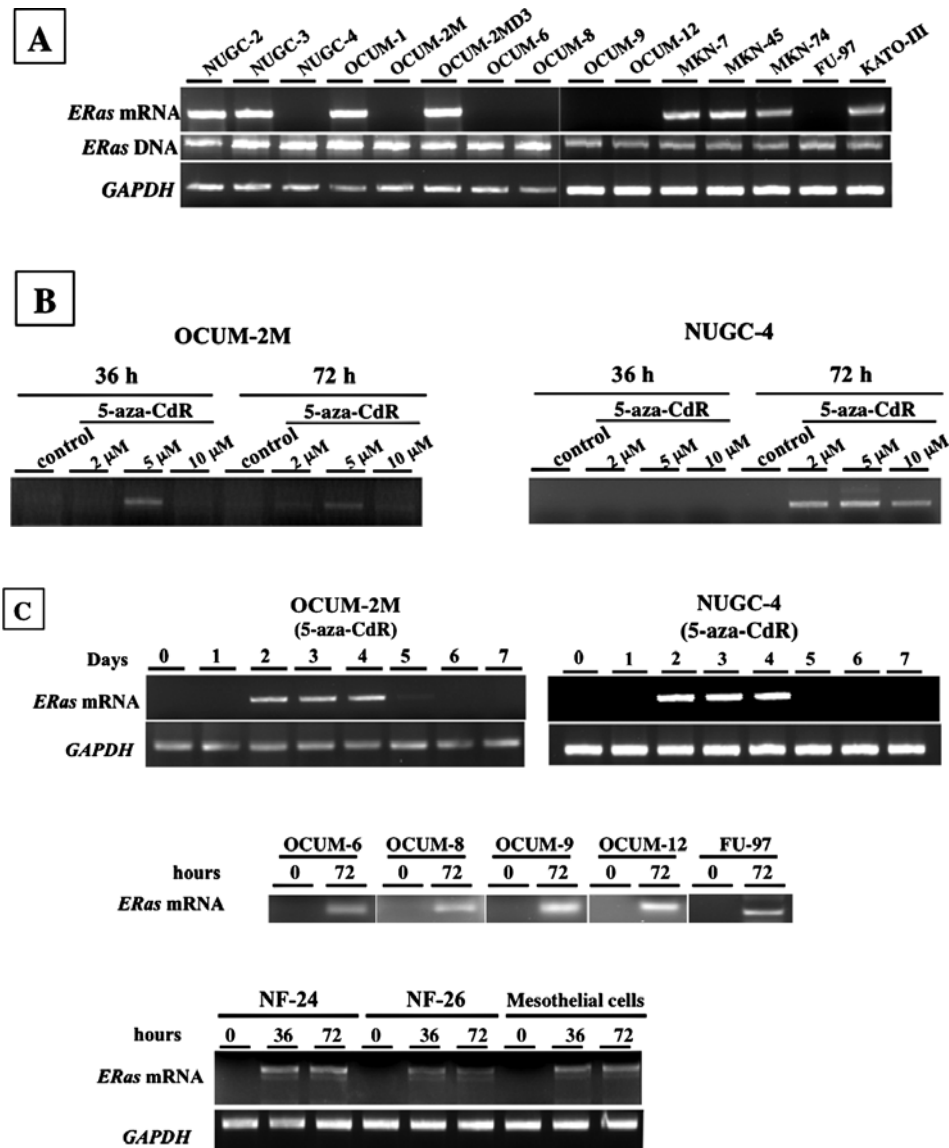 A
NUGC-2 NUGC-3 NUGC-4 OCUM-1 OCUM-2M OCUM-2MD3 OCUM-6 OCUM-8 OCUM-9 OCUM-12 MKN-7 MKN-45 MKN-74 FU-97 KATO-III
ERas mRNA
ERas DNA
GAPDH
B
OCUM-2M NUGC-4
36 h 72 h 36 h 72 h
5-aza-CdR 5-aza-CdR 5-aza-CdR 5-aza-CdR
control 2 μM 5 μM 10 μM control 2 μM 5 μM 10 μM control 2 μM 5 μM 10 μM control 2 μM 5 μM 10 μM
C
OCUM-2M NUGC-4
(5-aza-CdR) (5-aza-CdR)
Days 0 1 2 3 4 5 6 7 0 1 2 3 4 5 6 7
ERas mRNA
GAPDH
OCUM-6 OCUM-8 OCUM-9 OCUM-12 FU-97
hours 0 72 0 72 0 72 0 72 0 72
ERas mRNA
NF-24 NF-26 Mesothelial cells
hours 0 36 72 0 36 72 0 36 72
ERas mRNA
GAPDH